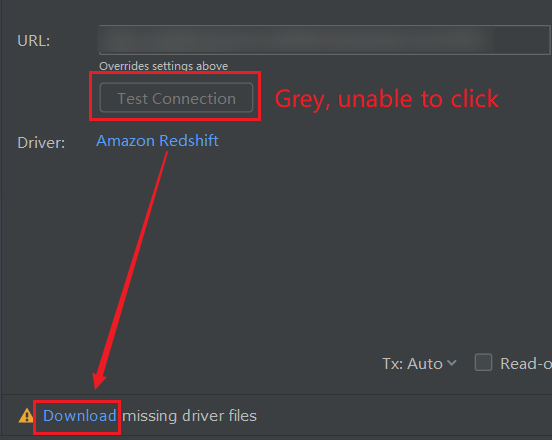 URL:
Overrides settings above
Test Connection
Grey, unable to click
Driver: Amazon Redshift
Tx: Auto Read-o
Download missing driver files